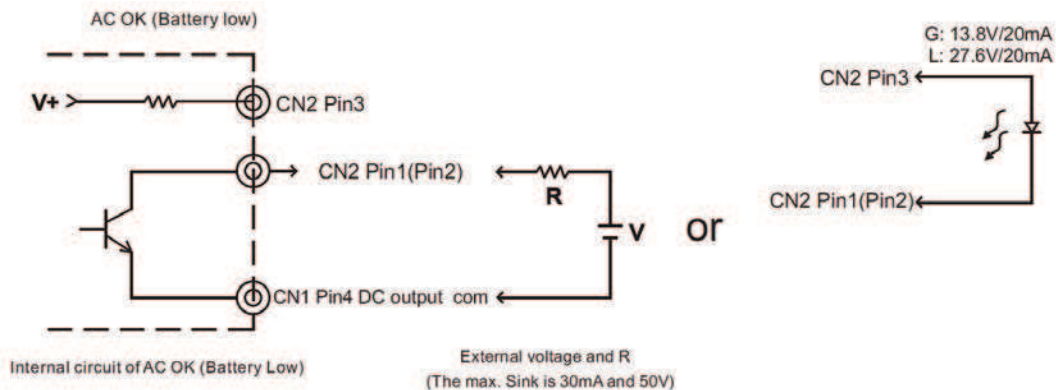 AC OK (Battery low)
G: 13.8V/20mA
L: 27.6V/20mA
CN2 Pin3
V+
CN2 Pin3
CN2 Pin1(Pin2)
R
CN2 Pin1(Pin2)
V
or
CN1 Pin4 DC output com
Internal circuit of AC OK (Battery Low)
External voltage and R
(The max. Sink is 30mA and 50V)